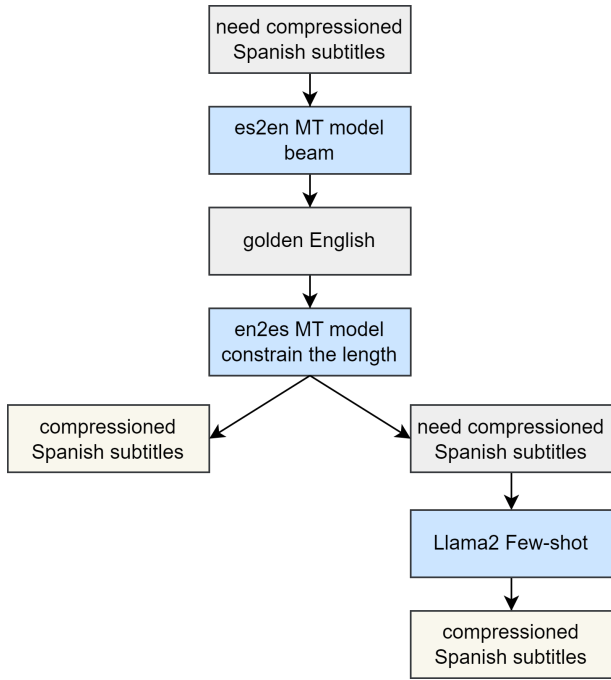 need compressioned
Spanish subtitles
es2en MT model
beam
golden English
en2es MT model
constrain the length
compressioned
Spanish subtitles
need compressioned
Spanish subtitles
Llama2 Few-shot
compressioned
Spanish subtitles